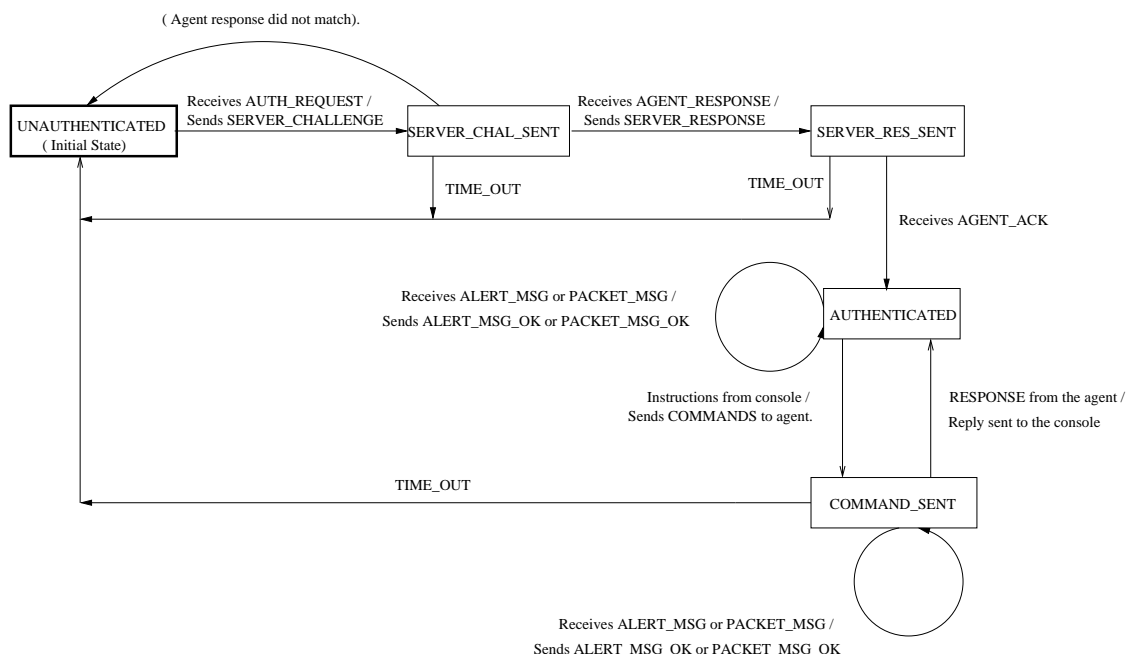 ( Agent response did not match).
Receives AUTH_REQUEST /
Sends SERVER_CHALLENGE
Receives AGENT_RESPONSE /
Sends SERVER_RESPONSE
UNAUTHENTICATED
( Initial State)
SERVER_CHAL_SENT
SERVER_RES_SENT
TIME_OUT
TIME_OUT
Receives AGENT_ACK
Receives ALERT_MSG or PACKET_MSG /
Sends ALERT_MSG_OK or PACKET_MSG_OK
AUTHENTICATED
Instructions from console /
Sends COMMANDS to agent.
RESPONSE from the agent /
Reply sent to the console
TIME_OUT
COMMAND_SENT
Receives ALERT_MSG or PACKET_MSG /
Sends ALERT_MSG_OK or PACKET_MSG_OK